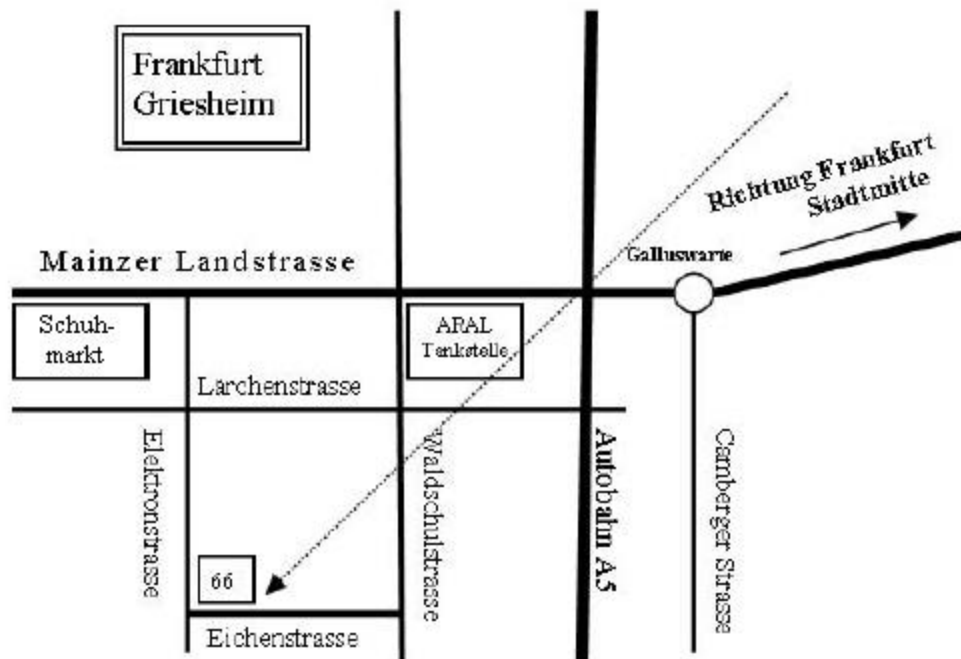 Frankfurt
Griesheim
Richtung Frankfurt
Stadtmitte
Mainzer Landstrasse
Galluswarte
Schuh-
markt
ARAL
Tankstelle
Larchenstrasse
Elektronstrasse
Waldschulstrasse
Autobahn A5
Camberger Strasse
66
Eichenstrasse